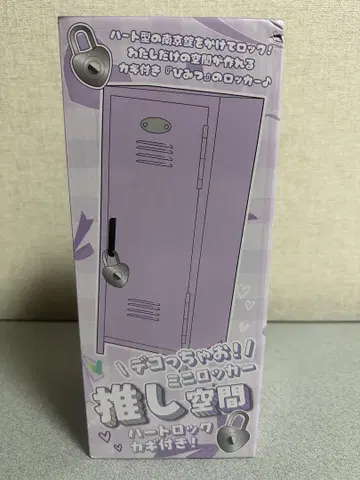 ハート型の南京錠をかけてロック!
わたしだけの空間が作れる
カギ付き『ひみつ』のロッカー♪
\デコっちゃお!/
ミニロッカー
推し空間
ハートロック
カギ付き!